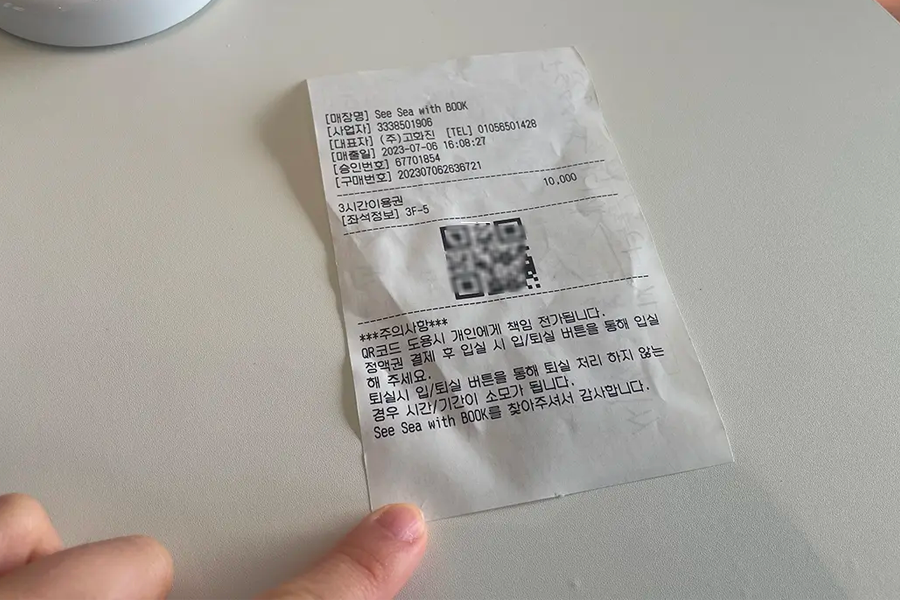 [매장명] See Sea with BOOK
[사업자] 3338501906
[대표자] (주)고화진 [TEL] 01056501428
[매출일] 2023-07-06 16:08:27
[승인번호] 67701854
[구매번호] 202307062636721
10,000
3시간이용권
[좌석정보] 3F-5
***주의사항***
QR코드 도용시 개인에게 책임 전가됩니다.
정액권 결제 후 입실 시 입/퇴실 버튼을 통해 입실
해 주세요.
퇴실시 입/퇴실 버튼을 통해 퇴실 처리 하지 않는
경우 시간/기간이 소모가 됩니다.
See Sea with BOOK를 찾아주셔서 감사합니다.